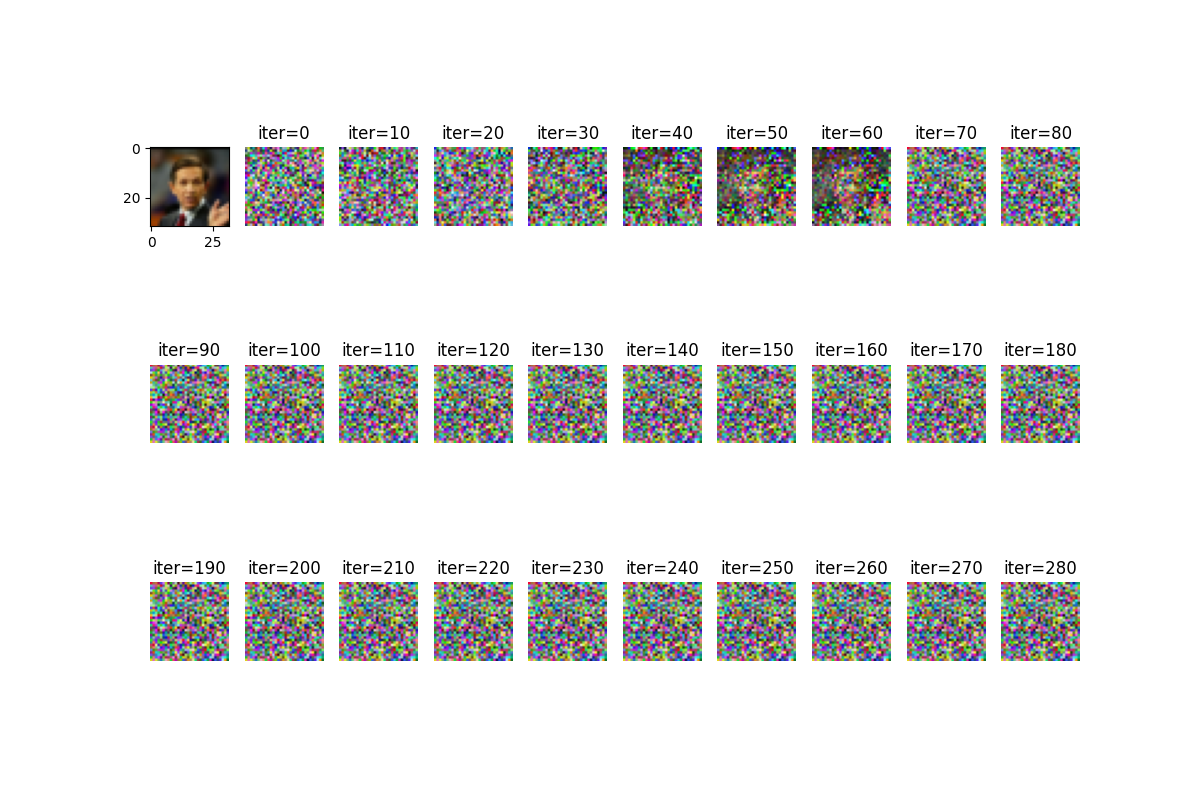 iter=0 iter=10 iter=20 iter=30 iter=40 iter=50 iter=60 iter=70 iter=80
0
20
0 25
iter=90 iter=100 iter=110 iter=120 iter=130 iter=140 iter=150 iter=160 iter=170 iter=180
iter=190 iter=200 iter=210 iter=220 iter=230 iter=240 iter=250 iter=260 iter=270 iter=280